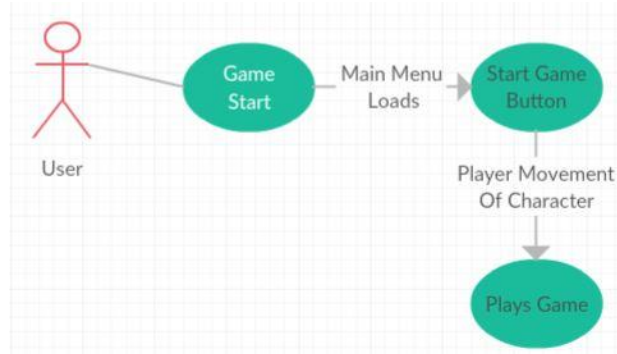 Game
Start
Main Menu
Loads
Start Game
Button
User
Player Movement
Of Character
Plays Game